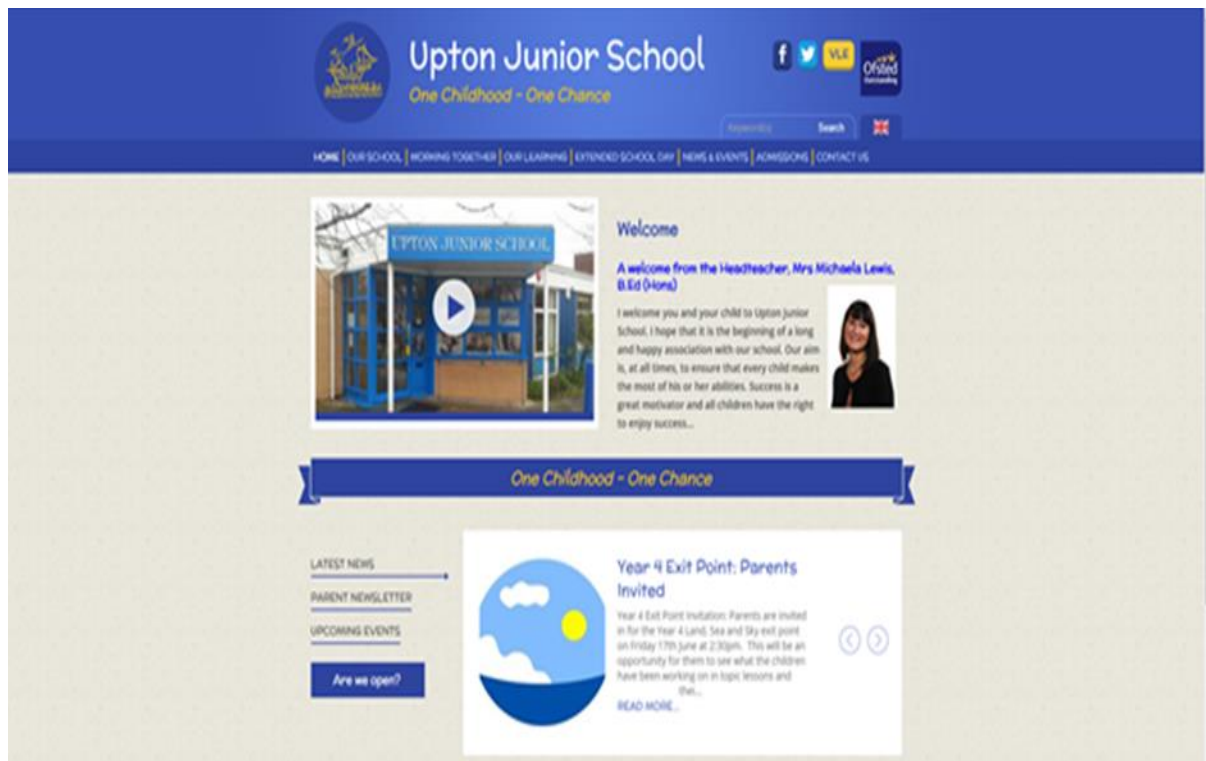 Upton Junior School
One Childhood - One Chance
f
VLE
Ofsted
Outstanding
Keyword(s)
Search
HOME | OUR SCHOOL | WORKING TOGETHER | OUR LEARNING | EXTENDED SCHOOL DAY | NEWS & EVENTS | ADMISSIONS | CONTACT US
UPTON JUNIOR SCHOOL
Welcome
A welcome from the Headteacher, Mrs Michaela Lewis,
B.Ed (Hons)
I welcome you and your child to Upton Junior
School. I hope that it is the beginning of a long
and happy association with our school. Our aim
is, at all times, to ensure that every child makes
the most of his or her abilities. Success is a
great motivator and all children have the right
to enjoy success...
One Childhood - One Chance
LATEST NEWS
PARENT NEWSLETTER
UPCOMING EVENTS
Are we open?
Year 4 Exit Point: Parents
Invited
Year 4 Exit Point Invitation: Parents are invited
in for the Year 4 Land, Sea and Sky exit point
on Friday 17th June at 2:30pm. This will be an
opportunity for them to see what the children
have been working on in topic lessons and
thei...
READ MORE...